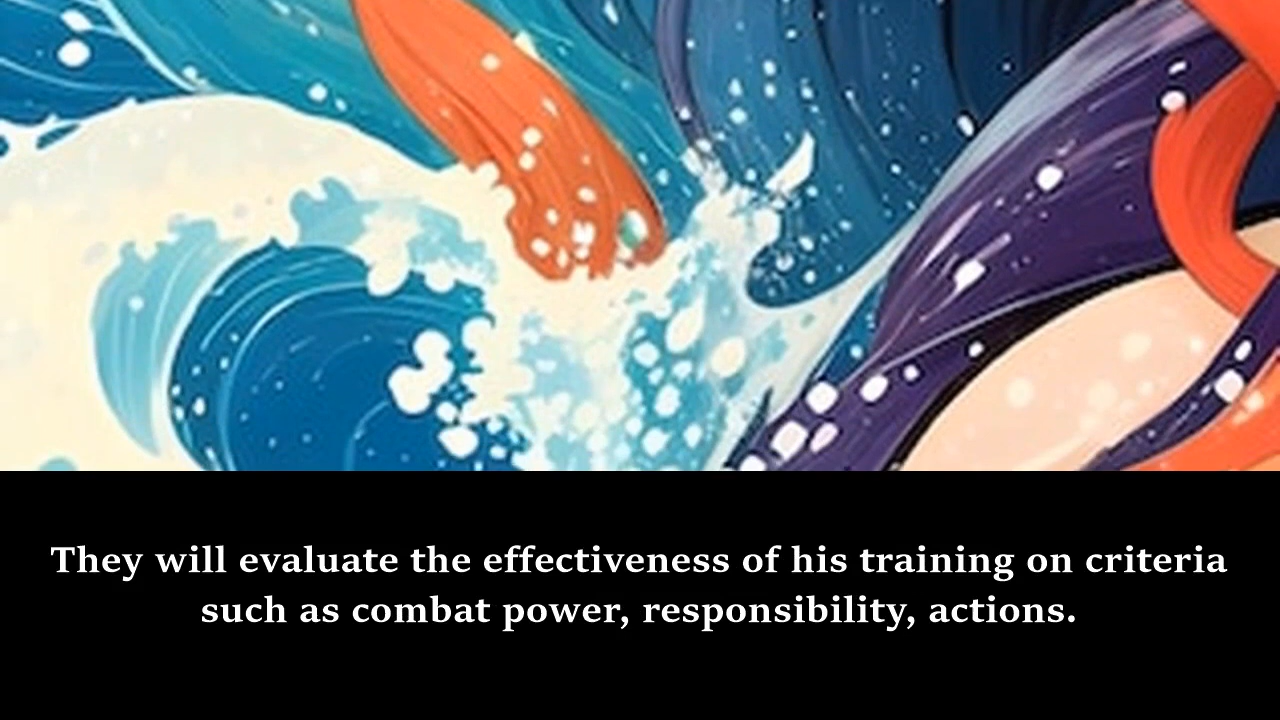 They will evaluate the effectiveness of his training on criteria
such as combat power, responsibility, actions.